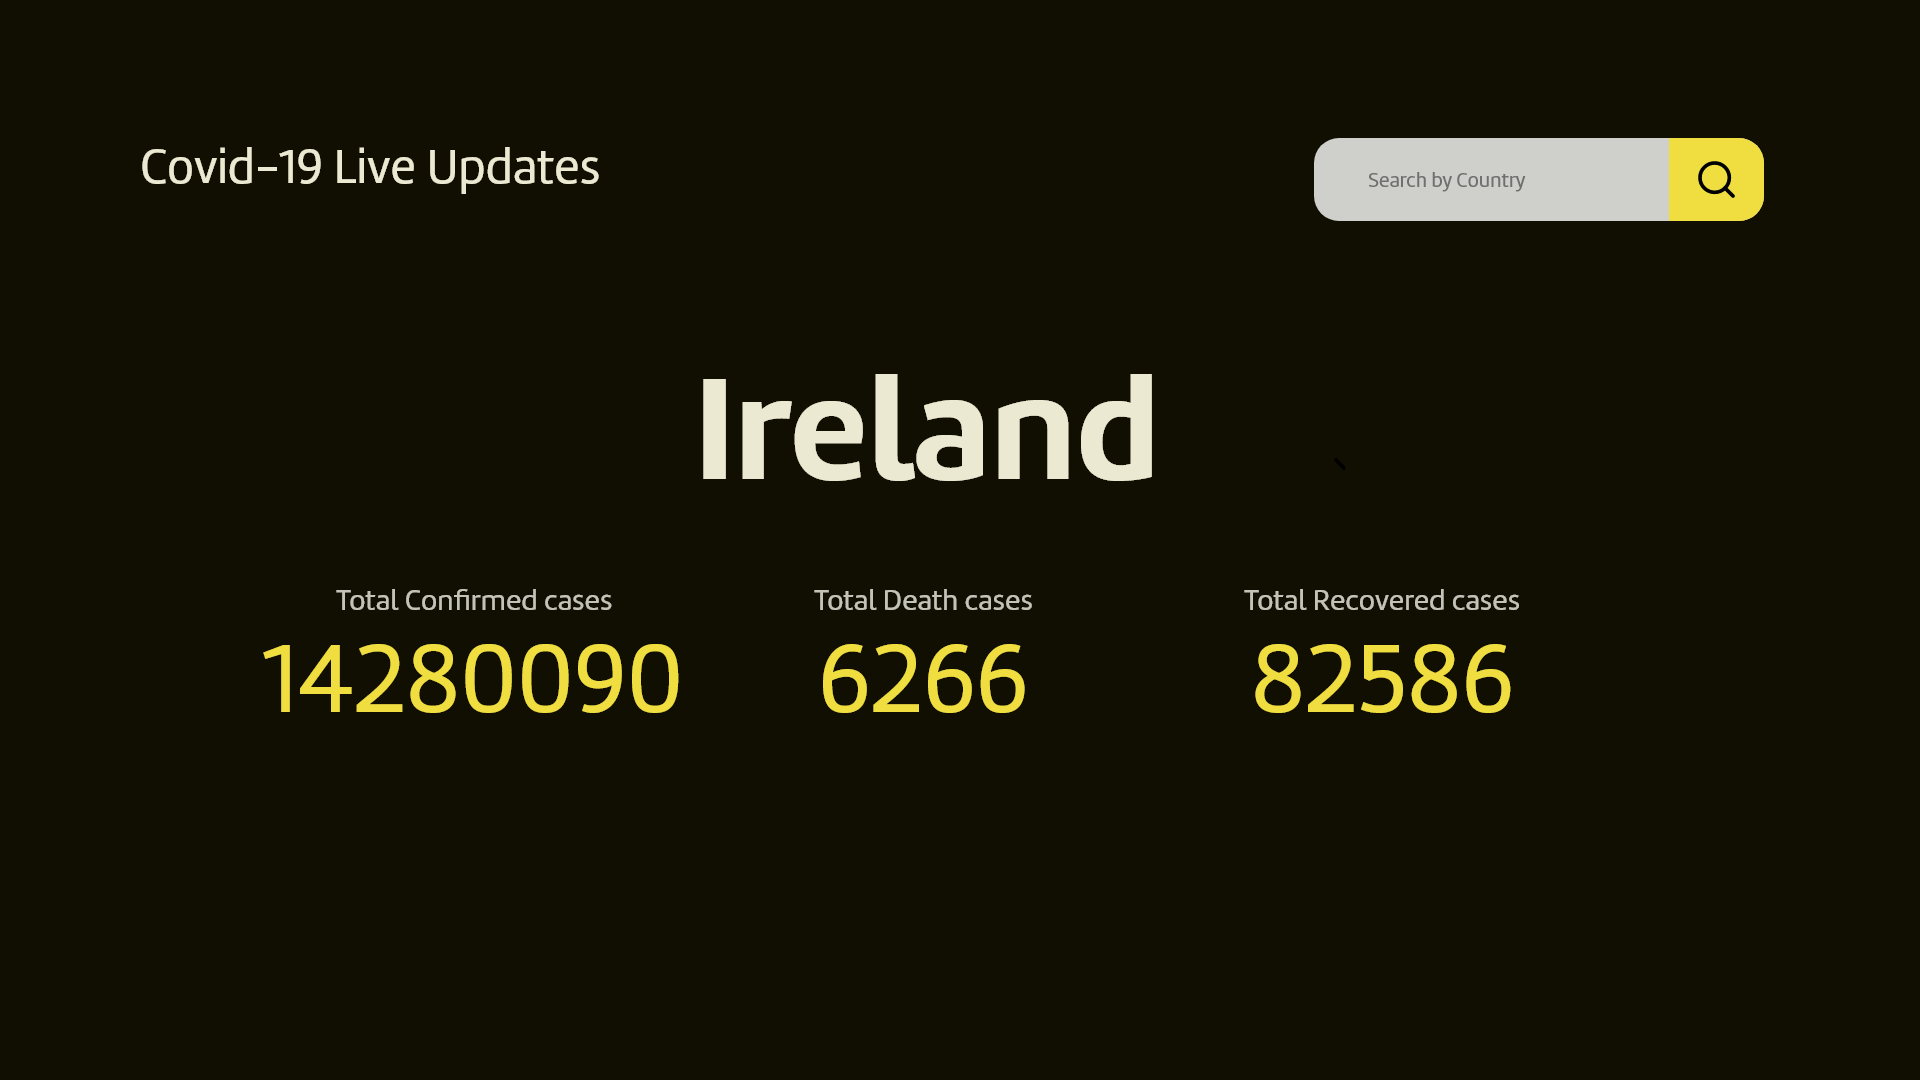 Covid-19 Live Updates
Search by Country
Ireland
Total Confirmed cases
14280090
Total Death cases
6266
Total Recovered cases
82586